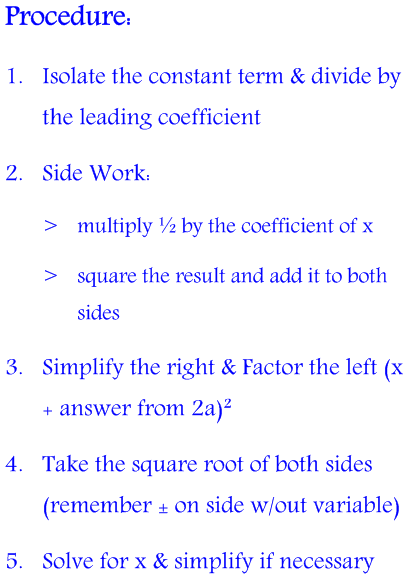 Procedure:
1. Isolate the constant term & divide by
the leading coefficient
2. Side Work:
> multiply ½ by the coefficient of x
> square the result and add it to both
sides
3. Simplify the right & Factor the left (x
+ answer from 2a)²
4. Take the square root of both sides
(remember ± on side w/out variable)
5. Solve for x & simplify if necessary